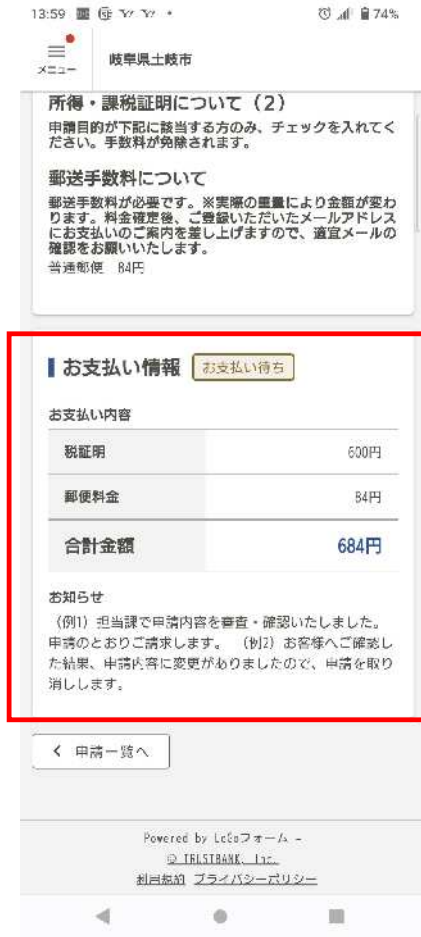 13:59
74%
メニュー
岐阜県土岐市
所得・課税証明について（2）
申請目的が下記に該当する方のみ、チェックを入れてく
ださい。手数料が免除されます。
郵送手数料について
郵送手数料が必要です。※実際の重量により金額が変わ
ります。料金確定後、ご登録いただいたメールアドレス
にお支払いのご案内を差し上げますので、適宜メールの
確認をお願いいたします。
普通郵便　84円
お支払い情報　お支払い待ち
お支払い内容
税証明　600円
郵便料金　84円
合計金額　684円
お知らせ
（例1）担当課で申請内容を審査・確認いたしました。
申請のとおりご請求します。（例2）お客様へご確認し
た結果、申請内容に変更がありましたので、申請を取り
消しします。
申請一覧へ
Powered by LoGoフォーム -
© TRUSTBANK, Inc.
利用規約　プライバシーポリシー